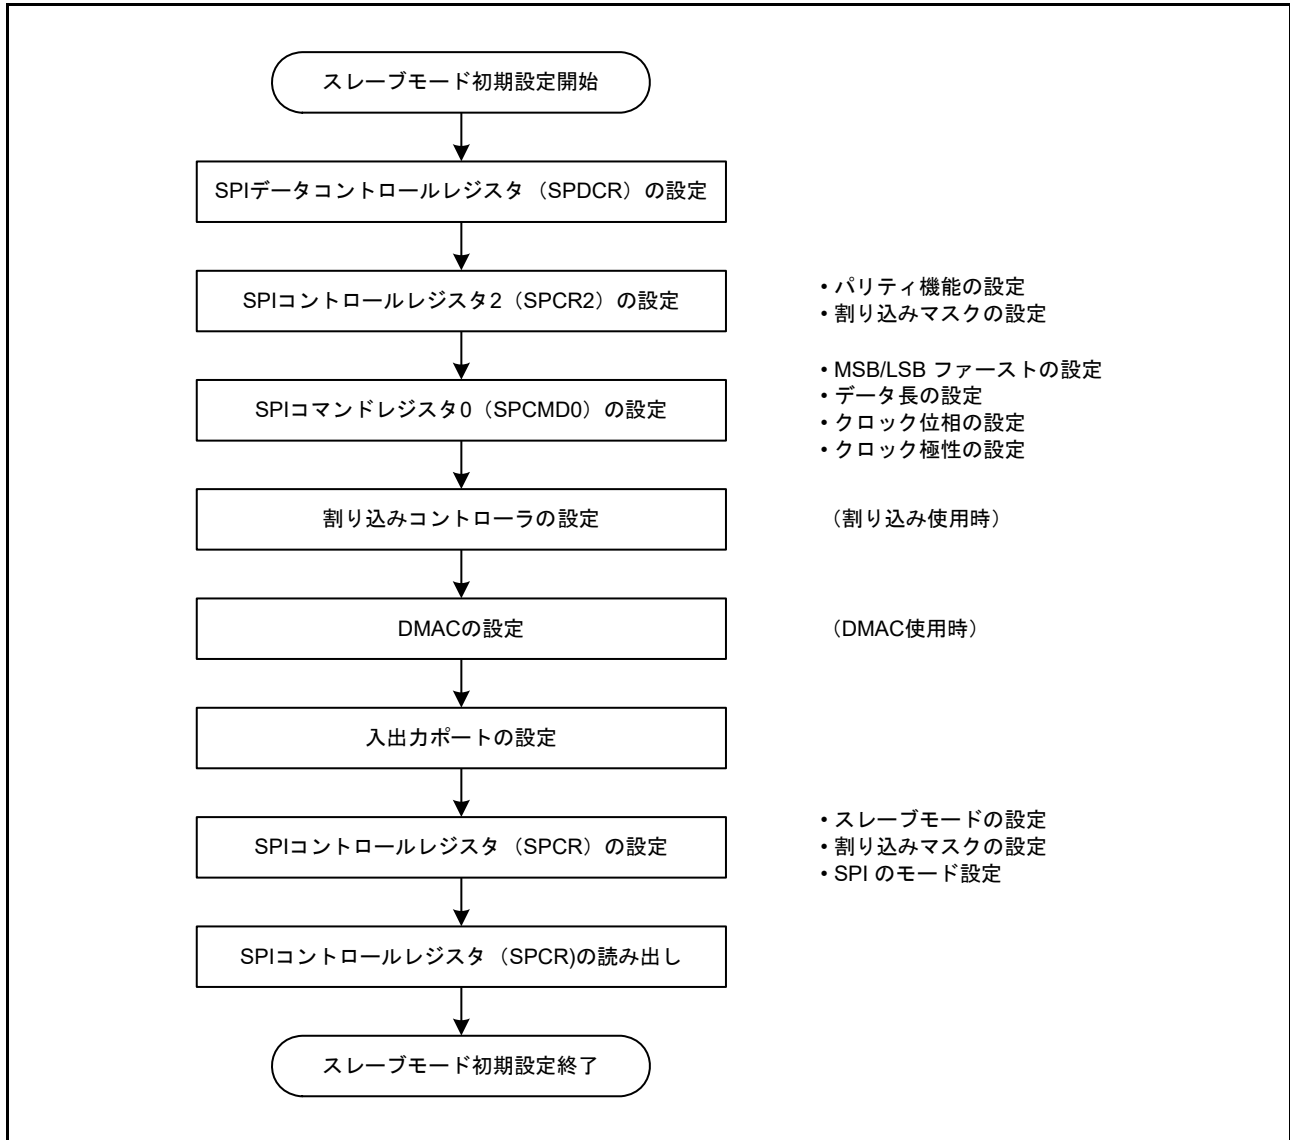 スレーブモード初期設定開始
SPIデータコントロールレジスタ（SPDCR）の設定
SPIコントロールレジスタ2（SPCR2）の設定
• パリティ機能の設定
• 割り込みマスクの設定
SPIコマンドレジスタ0（SPCMD0）の設定
• MSB/LSB ファーストの設定
• データ長の設定
• クロック位相の設定
• クロック極性の設定
割り込みコントローラの設定
（割り込み使用時）
DMACの設定
（DMAC使用時）
入出力ポートの設定
SPIコントロールレジスタ（SPCR）の設定
• スレーブモードの設定
• 割り込みマスクの設定
• SPI のモード設定
SPIコントロールレジスタ（SPCR)の読み出し
スレーブモード初期設定終了